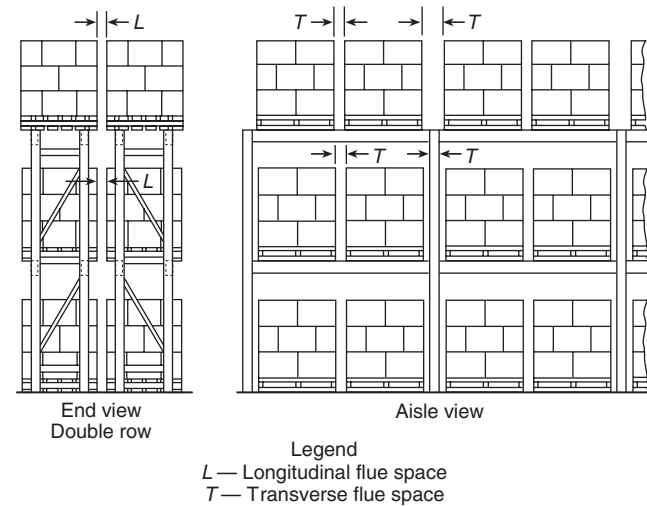 L
T
T
L
T
T
End view
Double row
Aisle view
Legend
L — Longitudinal flue space
T — Transverse flue space